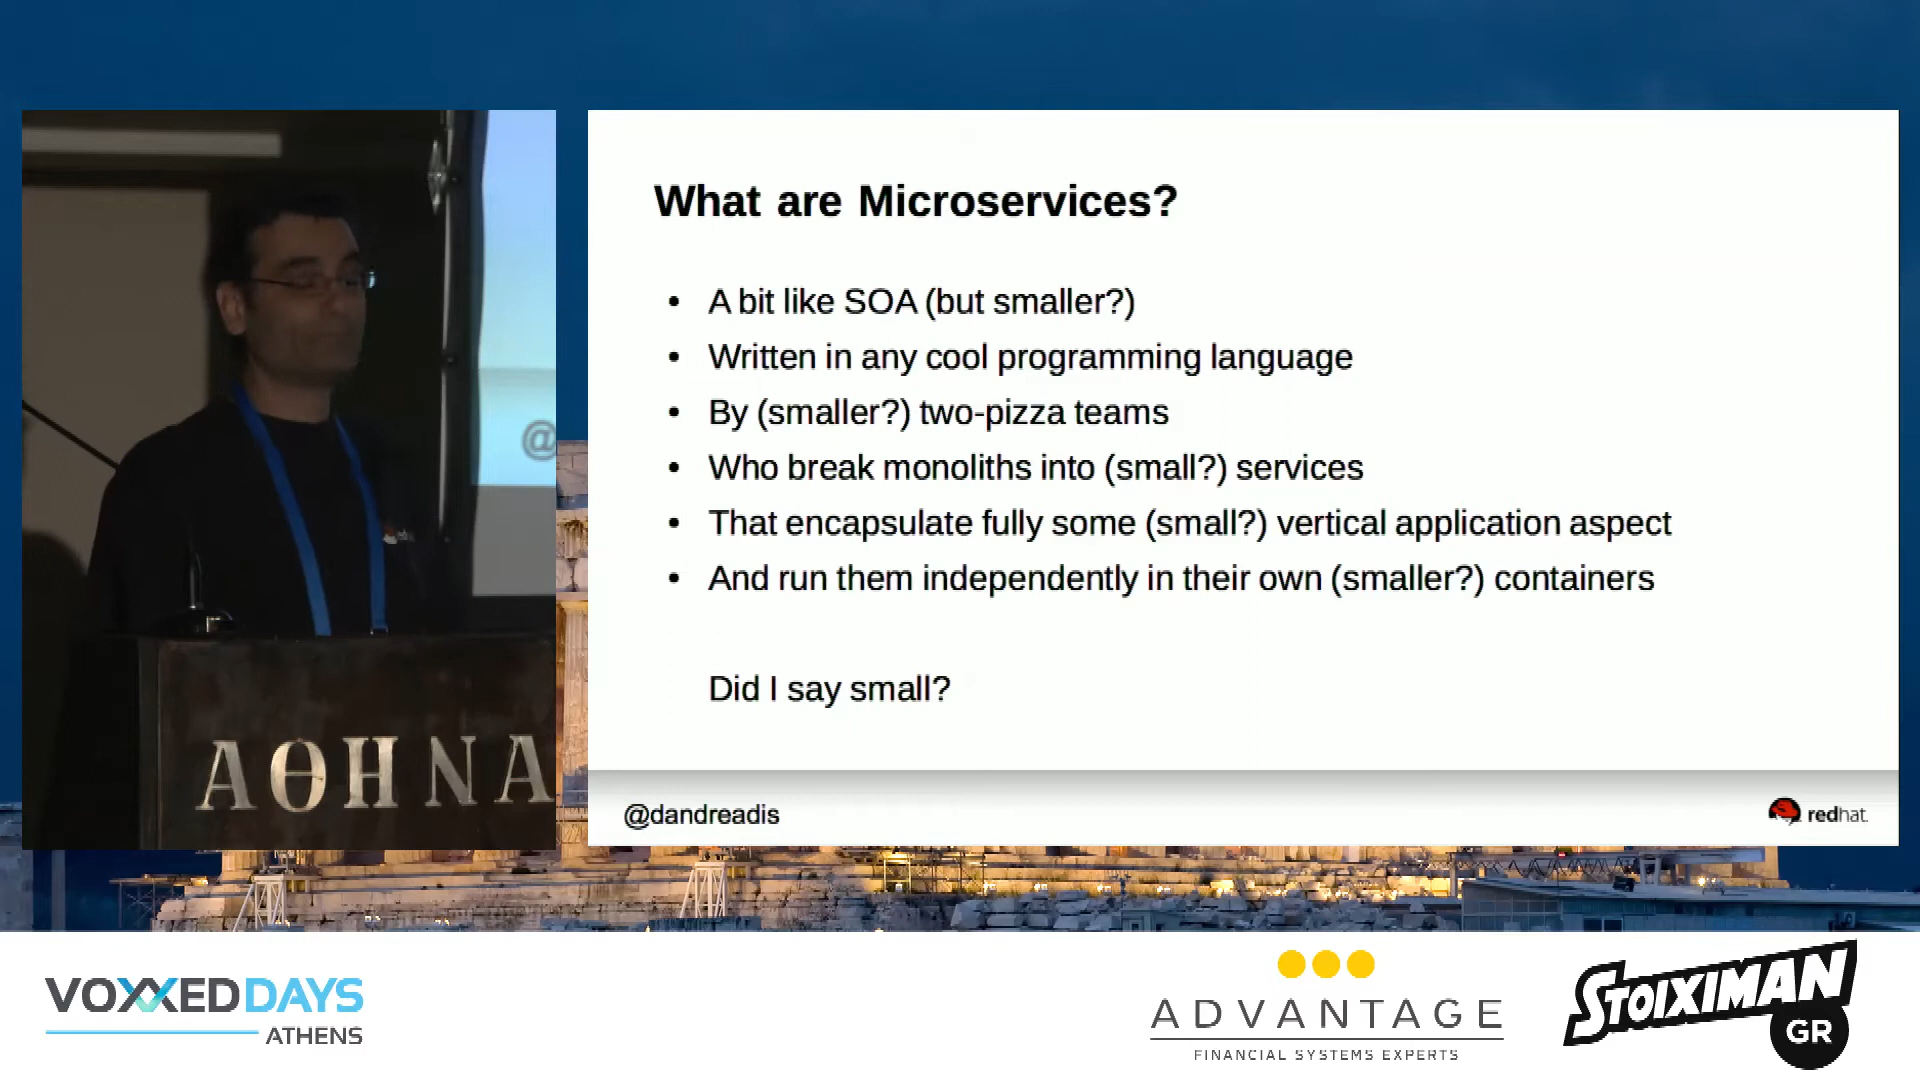 What are Microservices?
• A bit like SOA (but smaller?)
• Written in any cool programming language
• By (smaller?) two-pizza teams
• Who break monoliths into (small?) services
• That encapsulate fully some (small?) vertical application aspect
• And run them independently in their own (smaller?) containers
Did I say small?
@dandreadis
redhat.
@
ΑΘΗΝΑ
VOXXEDDAYS
ATHENS
ADVANTAGE
FINANCIAL SYSTEMS EXPERTS
STOIXIMAN
GR